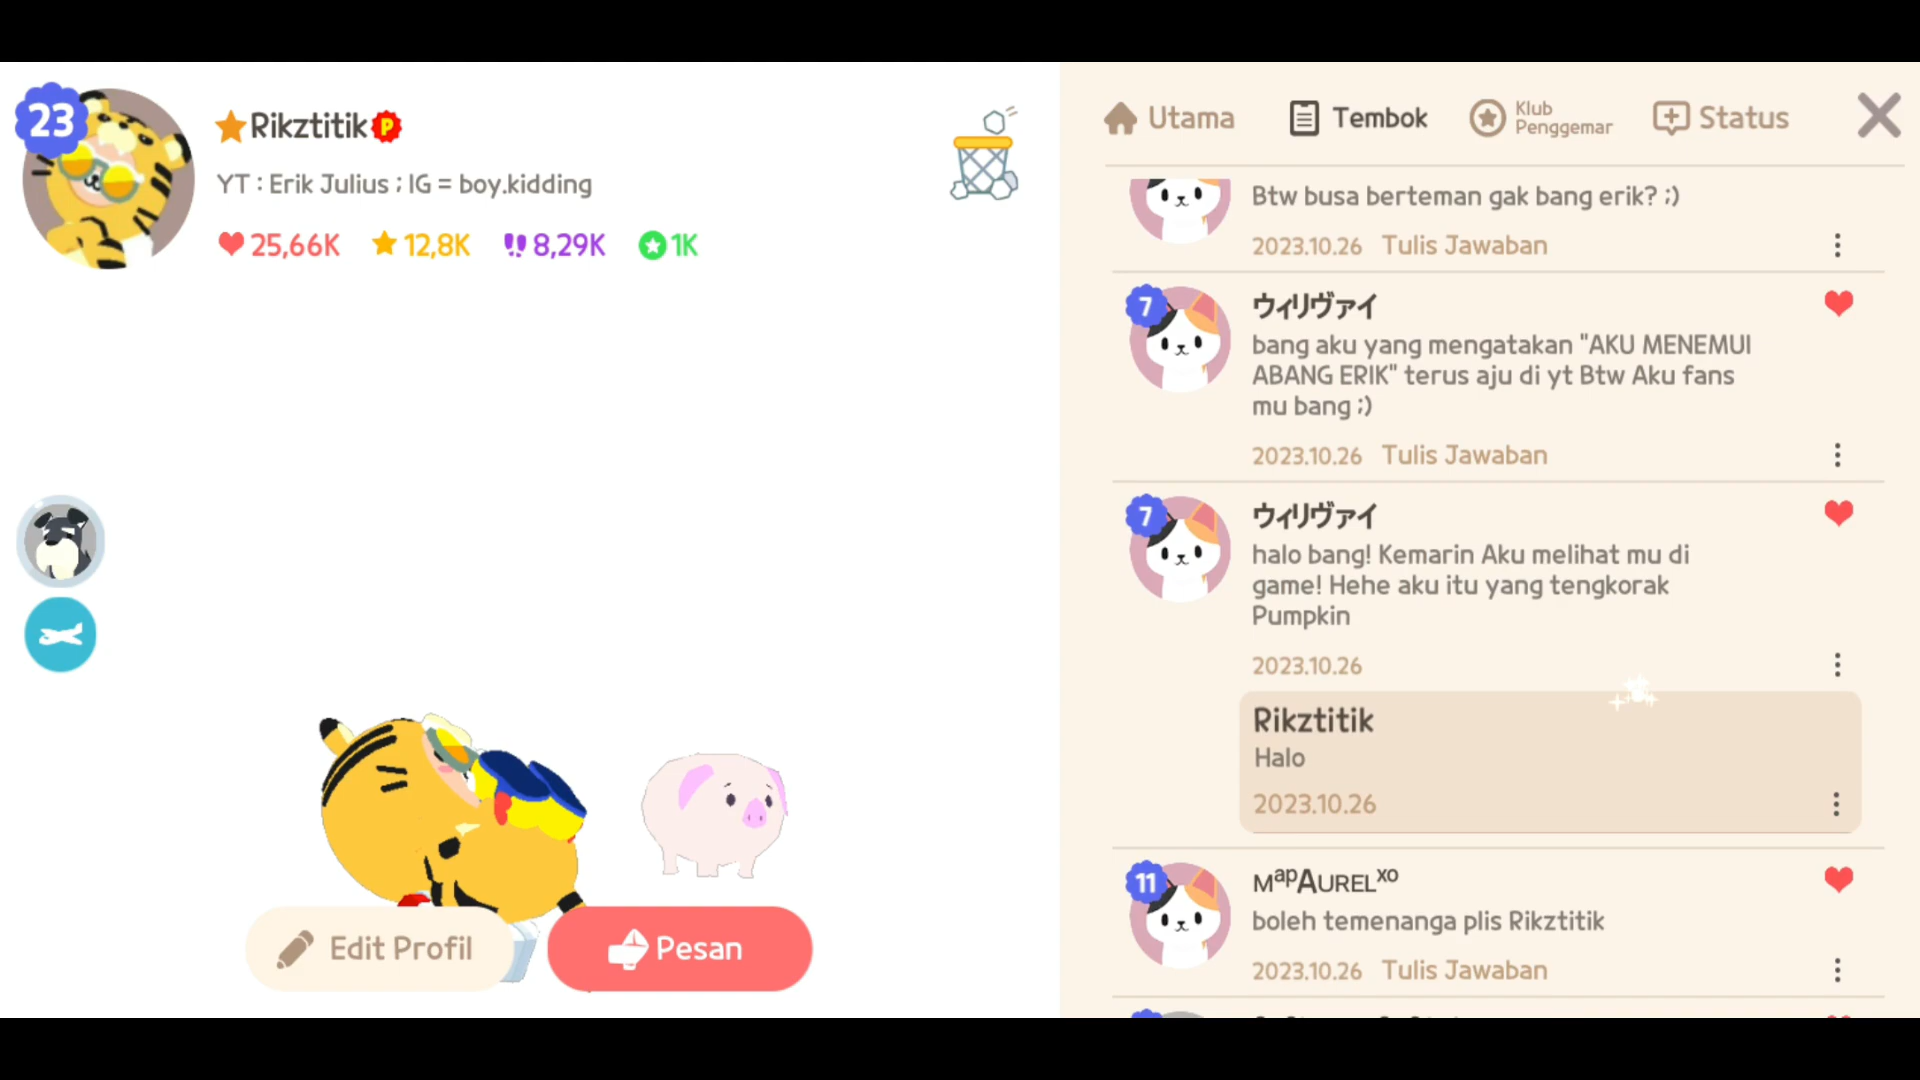 23
Rikztitik P
YT : Erik Julius ; IG = boy.kidding
25,66K 12,8K 8,29K 1K
Edit Profil
Pesan
Utama Tembok Klub Penggemar Status
Btw busa berteman gak bang erik? ;)
2023.10.26 Tulis Jawaban
7
ウィリヴァイ
bang aku yang mengatakan "AKU MENEMUI
ABANG ERIK" terus aju di yt Btw Aku fans
mu bang ;)
2023.10.26 Tulis Jawaban
7
ウィリヴァイ
halo bang! Kemarin Aku melihat mu di
game! Hehe aku itu yang tengkorak
Pumpkin
2023.10.26
Rikztitik
Halo
2023.10.26
11
MᵃᵖAURELˣᵒ
boleh temenanga plis Rikztitik
2023.10.26 Tulis Jawaban